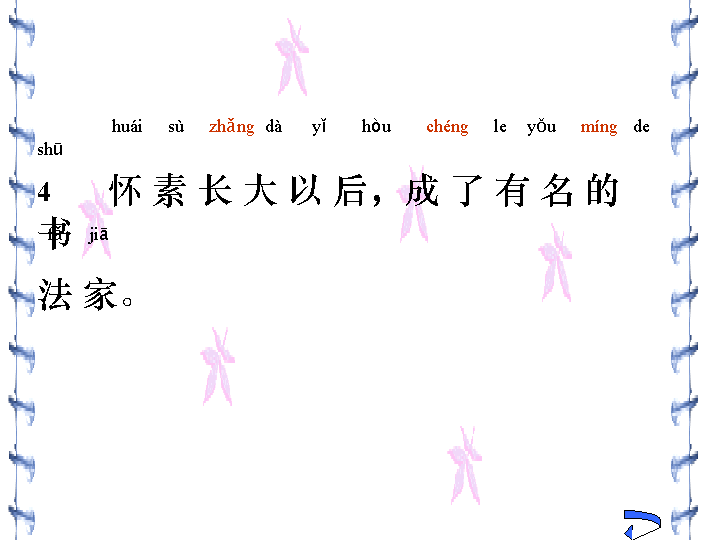 huái sù zhǎng dà yǐ hòu chéng le yǒu míng de
shū
4 怀 素 长 大 以 后，成 了 有 名 的
书
jiā
法 家。